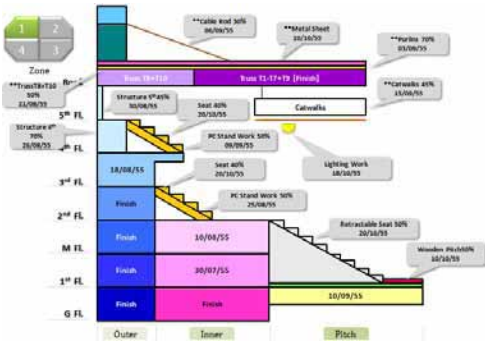 1
2
4
3
Zone
**Cable Rod 50%
06/09/55
**Metal Sheet
10/10/55
**Purlins 70%
03/09/55
**TrussT8+T10
50%
21/08/55
Truss T8+T10
Truss T1-T7+T9 [Finish]
**Catwalks 45%
15/08/55
Structure 5th45%
30/08/55
Catwalks
5th Fl.
Seat 40%
20/10/55
Structure 4th
70%
26/08/55
PC Stand Work 50%
09/09/55
Lighting Work
18/10/55
18/08/55
Seat 40%
20/10/55
3rd Fl.
Finish
PC Stand Work 50%
25/08/55
2nd Fl.
Finish
10/08/55
Retractable Seat 50%
20/10/55
M Fl.
Wooden Pitch50%
10/10/55
Finish
30/07/55
1st Fl.
10/09/55
Finish
Finish
G Fl.
Outer
Inner
Pitch